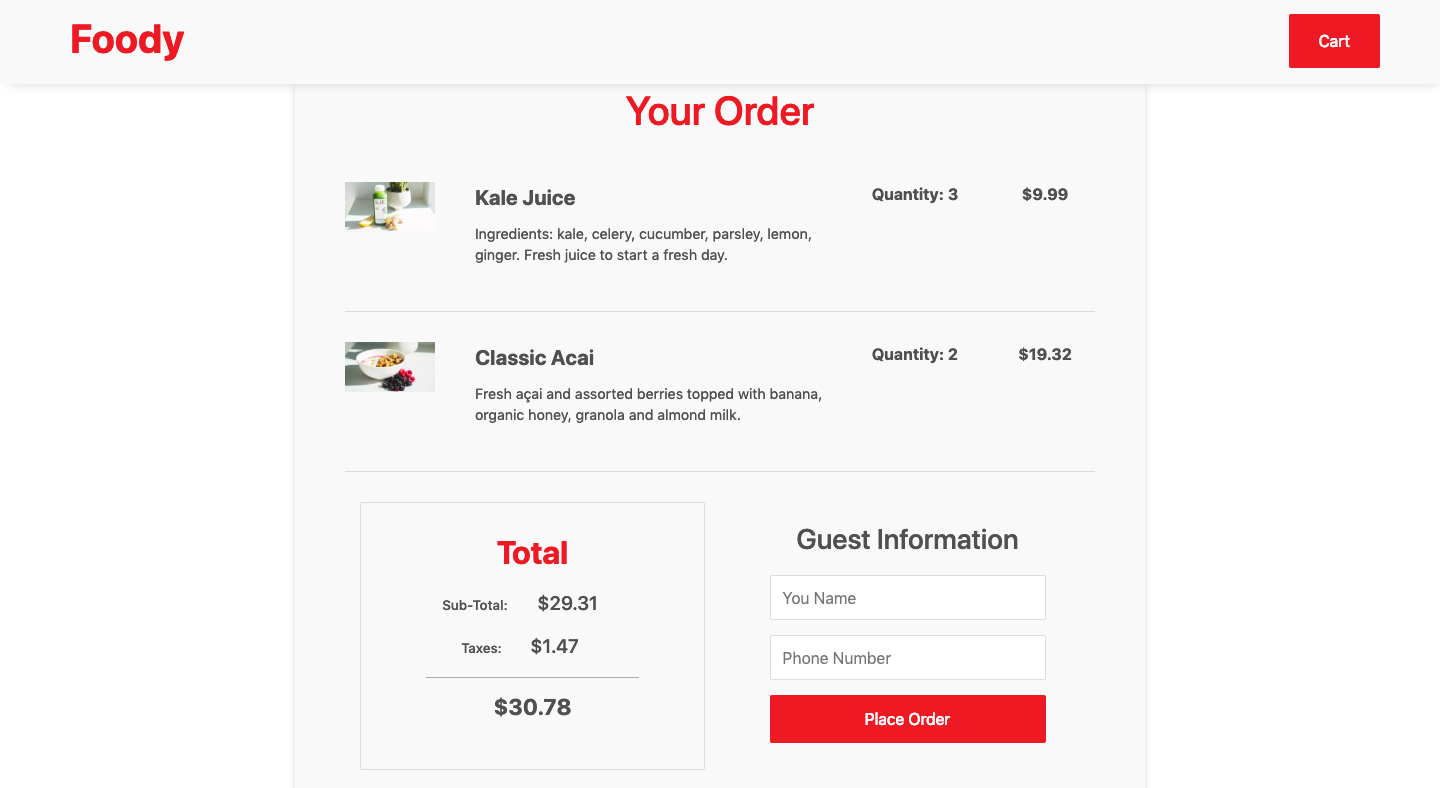 Foody
Cart
Your Order
Kale Juice
Quantity: 3
$9.99
Ingredients: kale, celery, cucumber, parsley, lemon,
ginger. Fresh juice to start a fresh day.
Classic Acai
Quantity: 2
$19.32
Fresh açai and assorted berries topped with banana,
organic honey, granola and almond milk.
Total
Sub-Total: $29.31
Taxes: $1.47
$30.78
Guest Information
You Name
Phone Number
Place Order